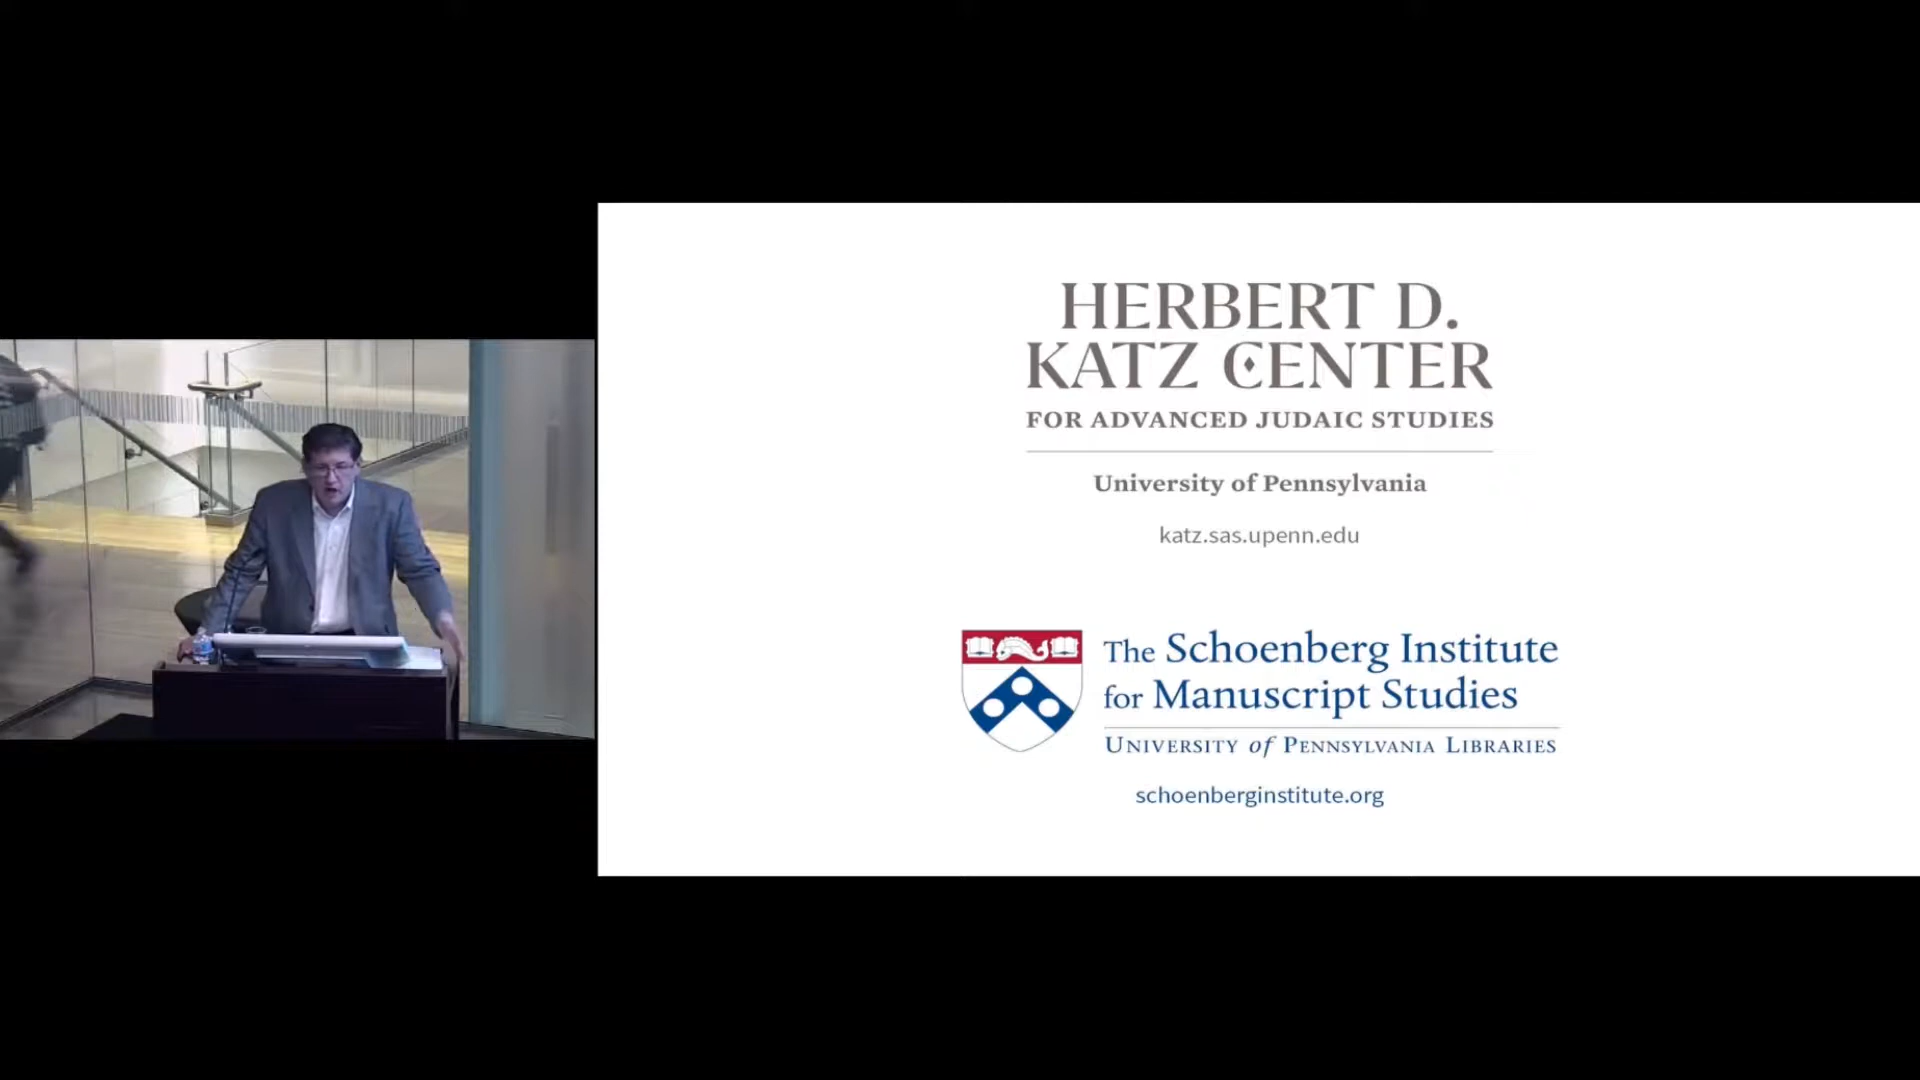 HERBERT D.
KATZ CENTER
FOR ADVANCED JUDAIC STUDIES
University of Pennsylvania
katz.sas.upenn.edu
The Schoenberg Institute
for Manuscript Studies
UNIVERSITY of PENNSYLVANIA LIBRARIES
schoenberginstitute.org